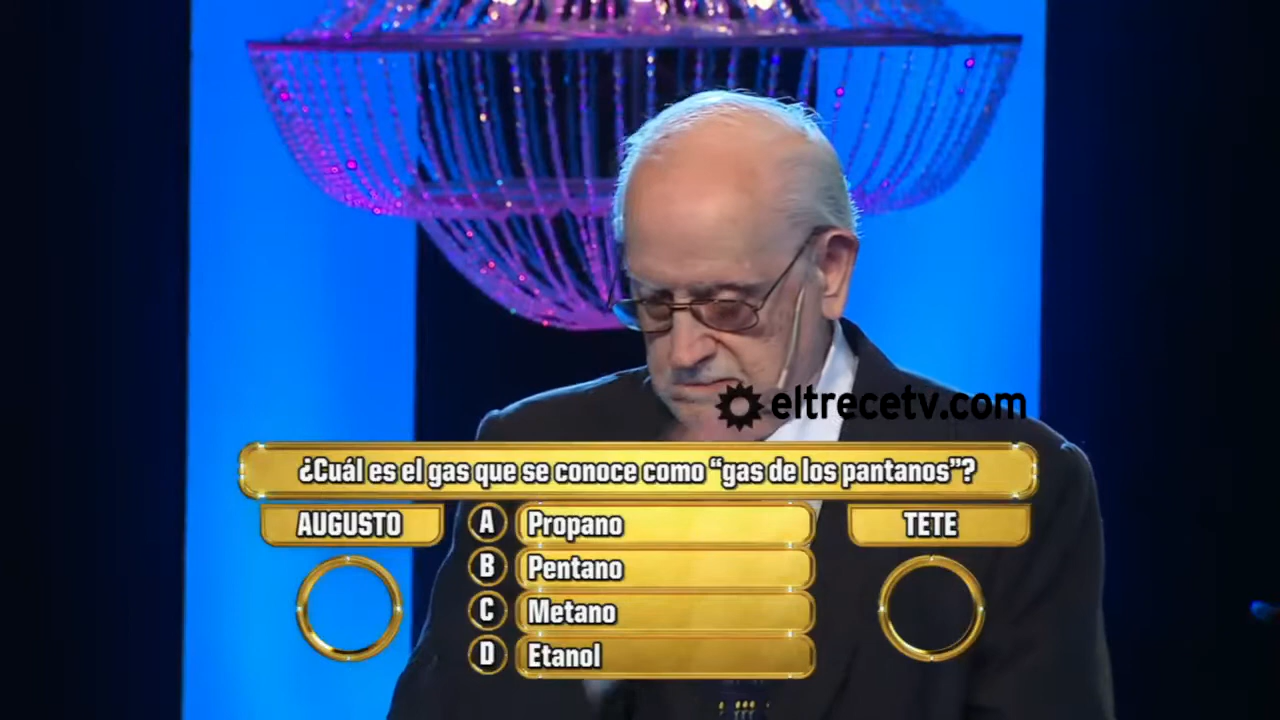 eltrecetv.com
¿Cuál es el gas que se conoce como “gas de los pantanos”?
AUGUSTO
TETE
A Propano
B Pentano
C Metano
D Etanol